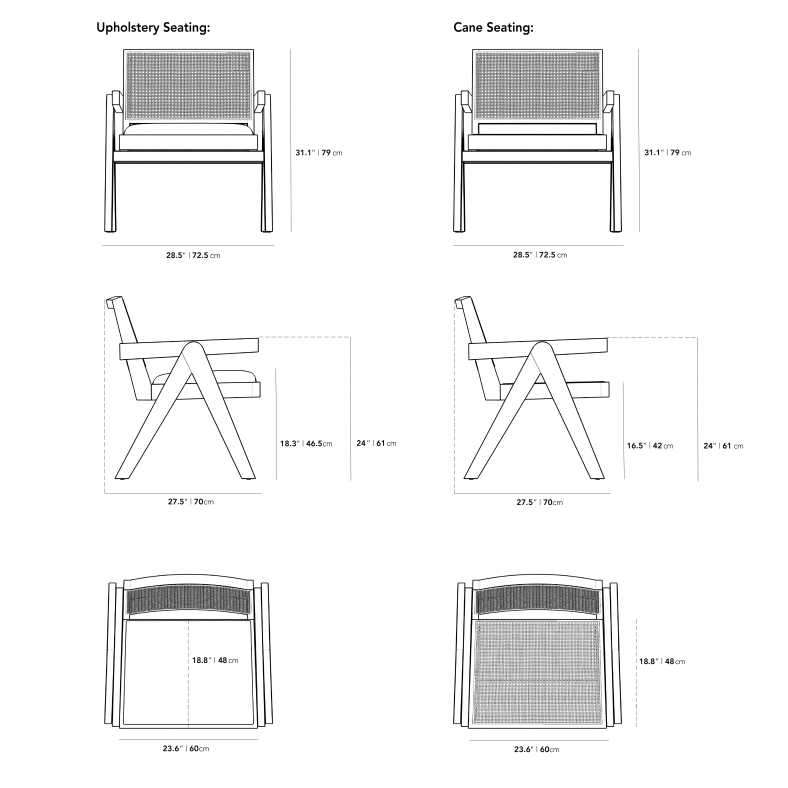 Upholstery Seating:
Cane Seating:
31.1" | 79 cm
31.1" | 79 cm
28.5" | 72.5 cm
28.5" | 72.5 cm
18.3" | 46.5cm
24" | 61 cm
16.5" | 42 cm
24" | 61 cm
27.5" | 70cm
27.5" | 70cm
18.8" | 48 cm
18.8" | 48 cm
23.6" | 60cm
23.6" | 60cm